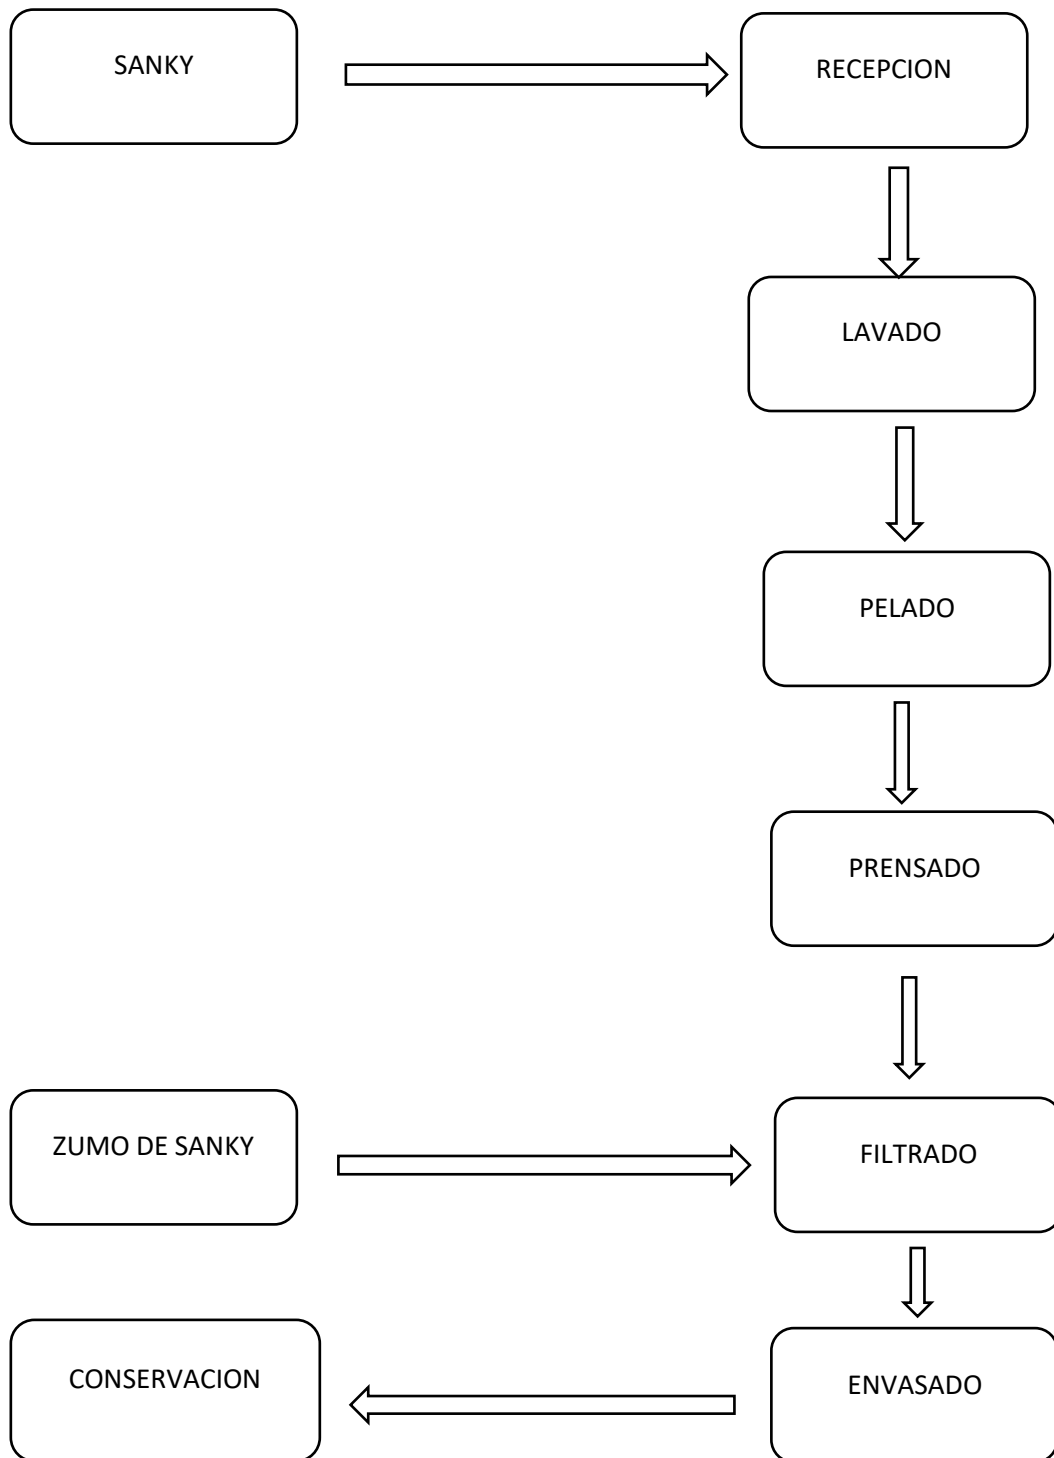 SANKY
RECEPCION
LAVADO
PELADO
PRENSADO
ZUMO DE SANKY
FILTRADO
CONSERVACION
ENVASADO